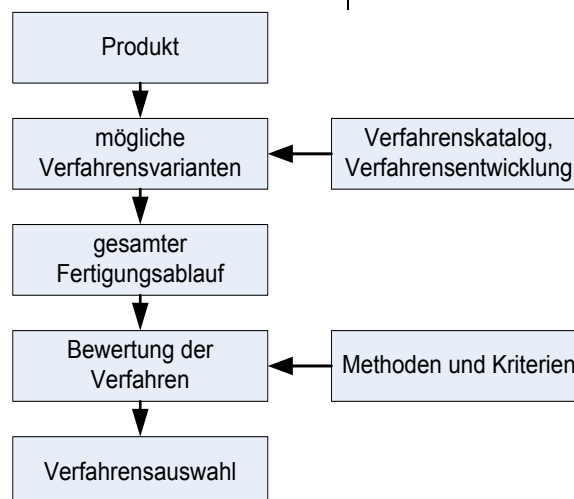 Produkt
mögliche
Verfahrensvarianten
Verfahrenskatalog,
Verfahrensentwicklung
gesamter
Fertigungsablauf
Bewertung der
Verfahren
Methoden und Kriterien
Verfahrensauswahl